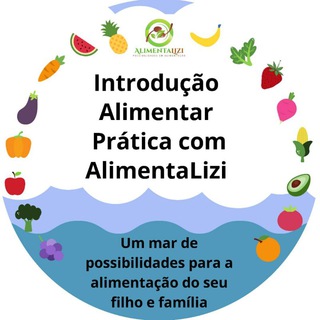 ALIMENTALIZI
Introdução
Alimentar
Prática com
AlimentaLizi
Um mar de
possibilidades para a
alimentação do seu
filho e família